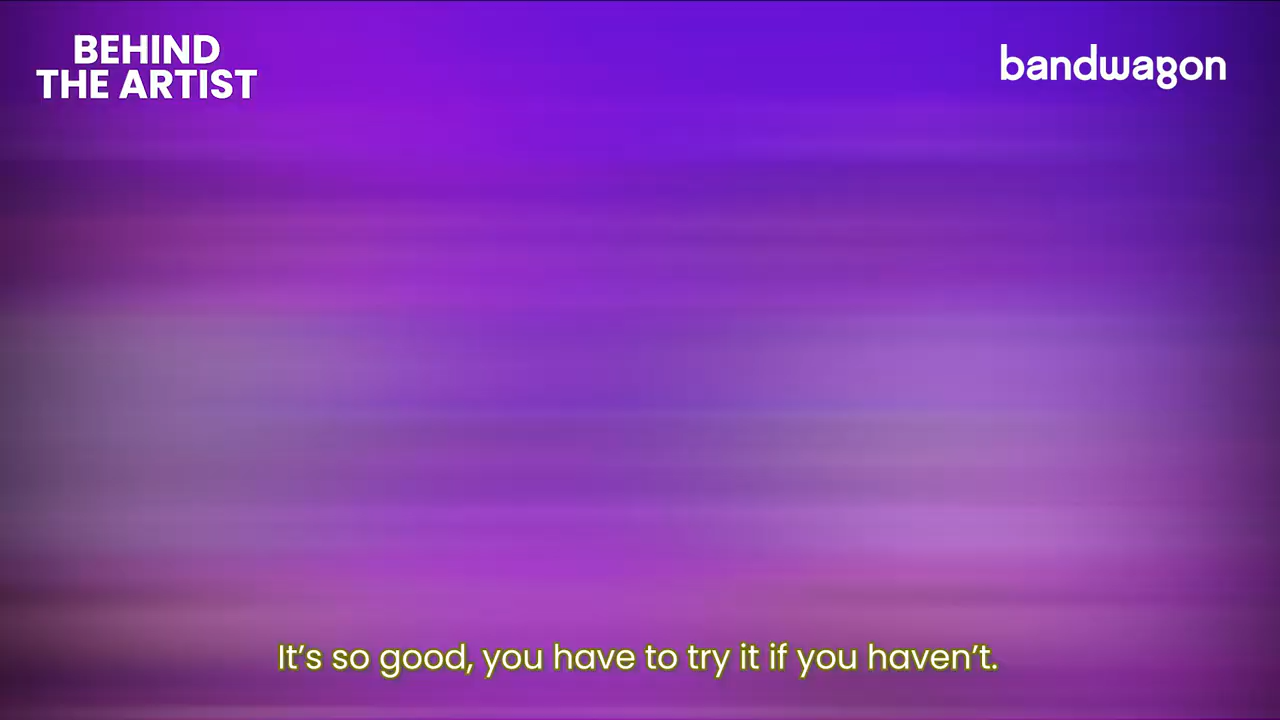 BEHIND
THE ARTIST
bandwagon
It's so good, you have to try it if you haven't.